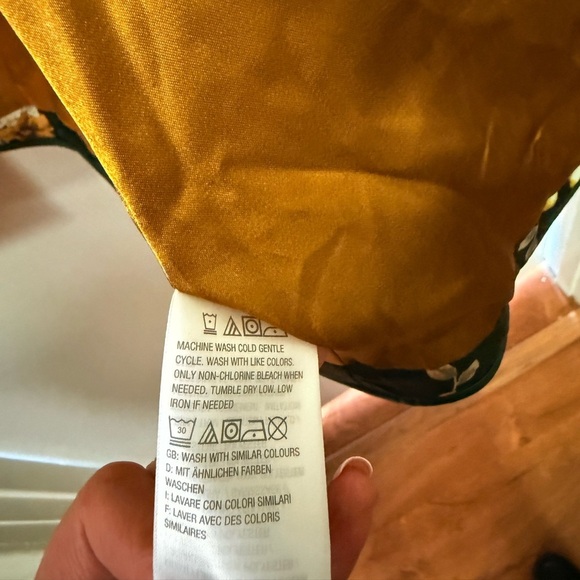 MACHINE WASH COLD GENTLE
CYCLE. WASH WITH LIKE COLORS.
ONLY NON-CHLORINE BLEACH WHEN
NEEDED. TUMBLE DRY LOW. LOW
IRON IF NEEDED
30
GB: WASH WITH SIMILAR COLOURS
D: MIT ÄHNLICHEN FARBEN
WASCHEN
I: LAVARE CON COLORI SIMILARI
F: LAVER AVEC DES COLORIS
SIMILAIRES